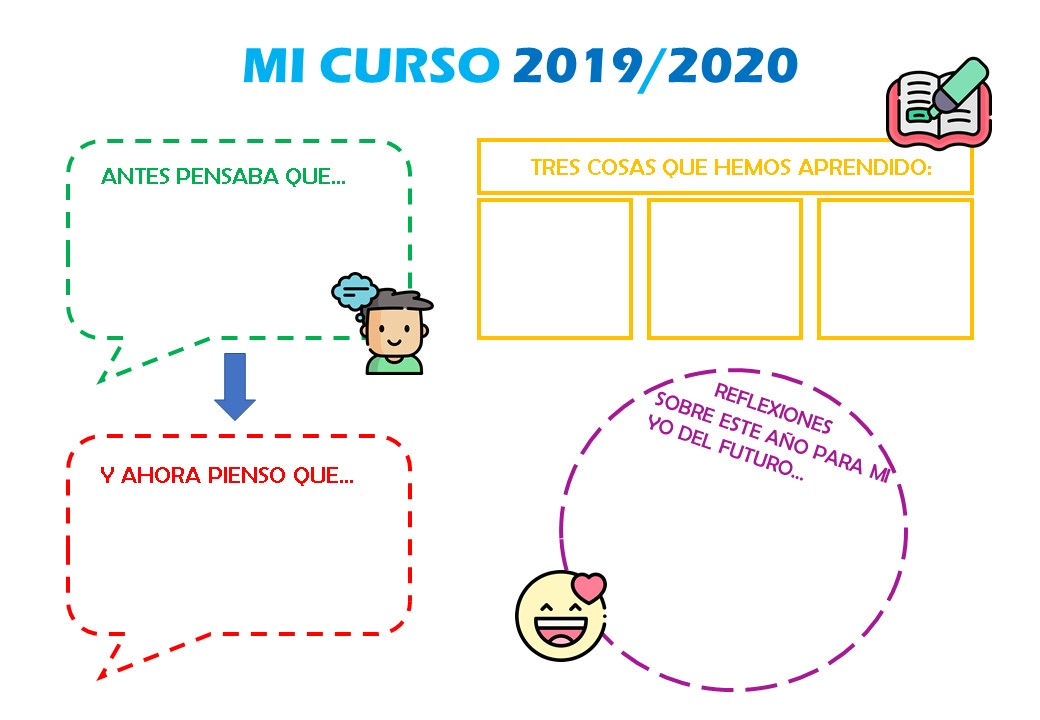 MI CURSO 2019/2020
ANTES PENSABA QUE...
TRES COSAS QUE HEMOS APRENDIDO:
Y AHORA PIENSO QUE...
REFLEXIONES
SOBRE ESTE AÑO PARA MI
YO DEL FUTURO...